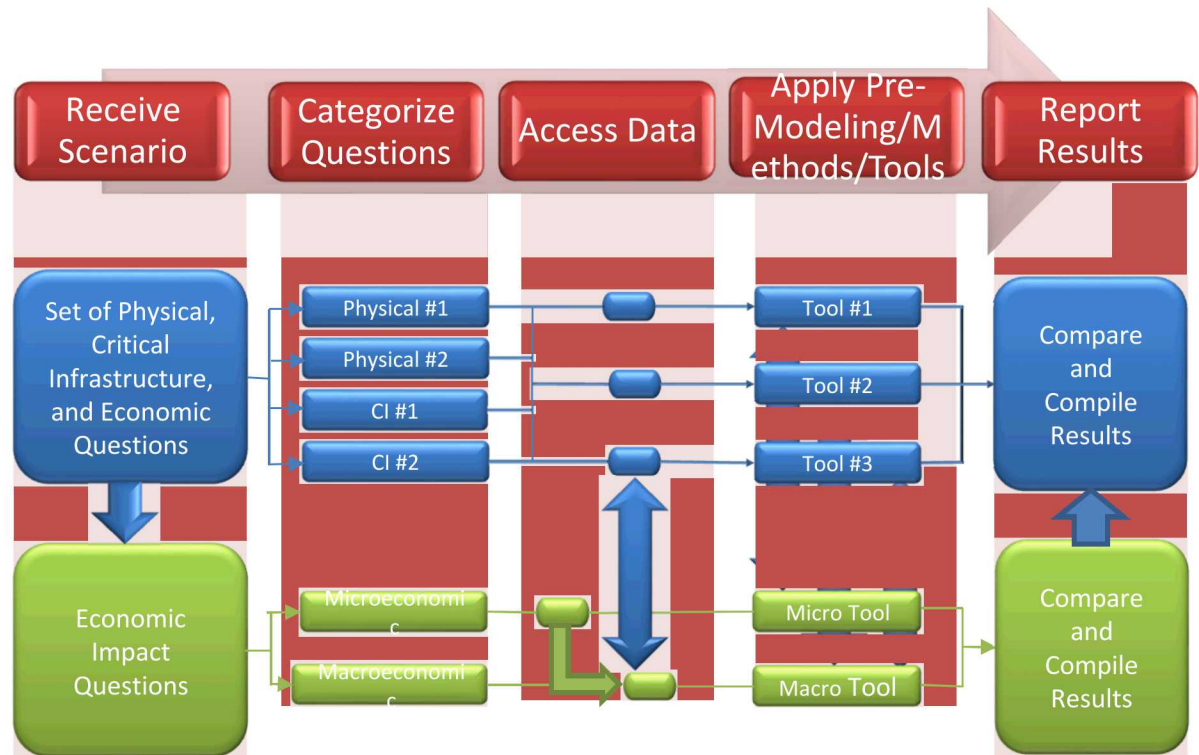 Receive
Scenario
Categorize
Questions
Access Data
Apply Pre-
Modeling/M
ethods/Tools
Report
Results
Set of Physical,
Critical
Infrastructure,
and Economic
Questions
Physical #1
Physical #2
CI #1
CI #2
Tool #1
Tool #2
Tool #3
Compare
and
Compile
Results
Economic
Impact
Questions
Microeconomi
c
Macroeconomi
c
Micro Tool
Macro Tool
Compare
and
Compile
Results